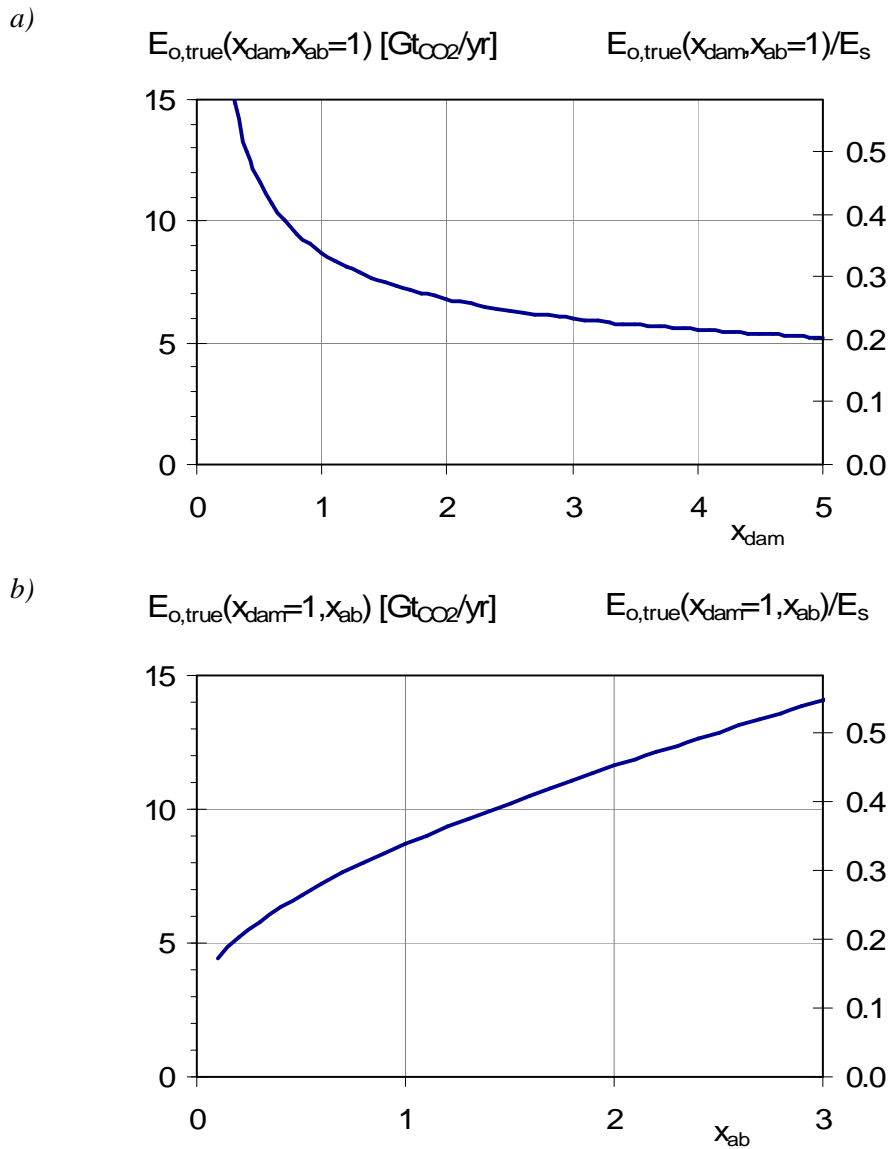 a)
E_o,true(x_dam,x_ab=1) [Gt_CO2/yr] E_o,true(x_dam,x_ab=1)/E_s
15
0.5
10
0.4
0.3
5
0.2
0.1
0
0.0
0 1 2 3 4 5
x_dam
b)
E_o,true(x_dam=1,x_ab) [Gt_CO2/yr] E_o,true(x_dam=1,x_ab)/E_s
15
0.5
10
0.4
0.3
5
0.2
0.1
0 0.0
0 1 2 3
x_ab